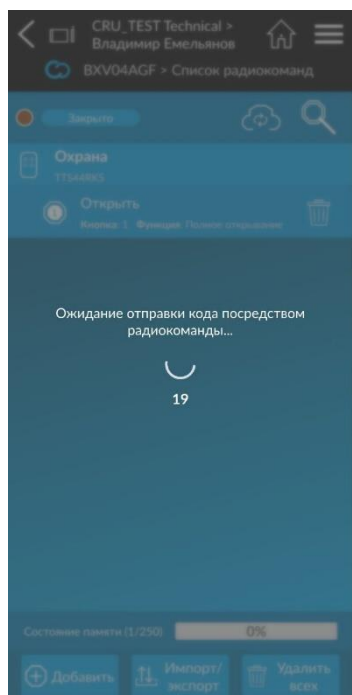 CRU_TEST Technical >
Владимир Емельянов
BXV04AGF > Список радиокоманд
Закрыто
Охрана
TTSA4RKS
Открыть
Кнопка: 1 Функция: Полное открывание
Ожидание отправки кода посредством
радиокоманды...
19
Состояние памяти (1/250) 0%
Добавить Импорт/
экспорт Удалить
всех